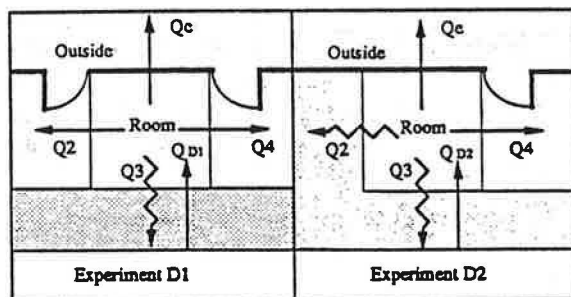 Qc
Outside
Room
Q2
Q4
Q3
QD1
Experiment D1
Qc
Outside
Room
Q2
Q4
Q3
QD2
Experiment D2